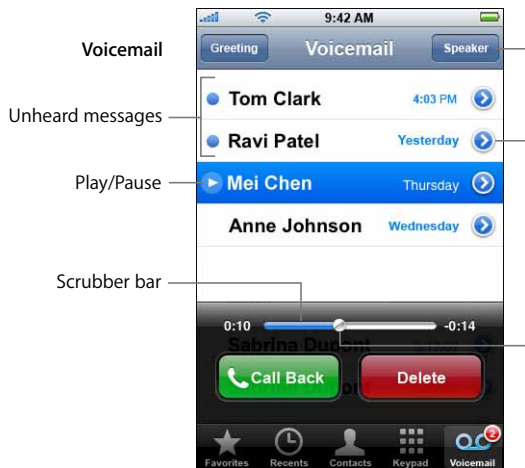 9:42 AM
Voicemail
Greeting
Voicemail
Speaker
Unheard messages
Tom Clark
4:03 PM
Ravi Patel
Yesterday
Play/Pause
Mei Chen
Thursday
Anne Johnson
Wednesday
Scrubber bar
0:10
-0:14
Sabrina Dupont
Call Back
Delete
Favorites
Recents
Contacts
Keypad
Voicemail
2